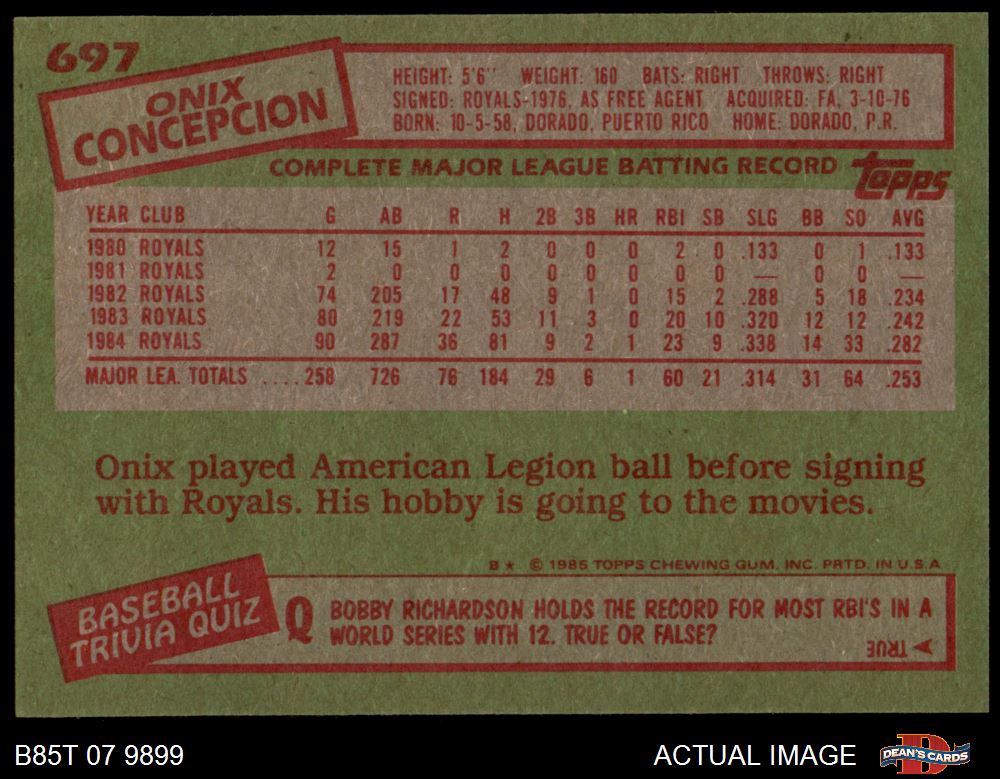 697
ONIX
CONCEPCION
HEIGHT: 5'6" WEIGHT: 160 BATS: RIGHT THROWS: RIGHT
SIGNED: ROYALS-1976, AS FREE AGENT ACQUIRED: FA, 3-10-76
BORN: 10-5-58, DORADO, PUERTO RICO HOME: DORADO, P.R.
COMPLETE MAJOR LEAGUE BATTING RECORD
topps
YEAR CLUB G AB R H 2B 3B HR RBI SB SLG BB SO AVG
1980 ROYALS 12 15 1 2 0 0 0 2 0 .133 0 1 .133
1981 ROYALS 2 0 0 0 0 0 0 0 0 — 0 0 —
1982 ROYALS 74 205 17 48 9 1 0 15 2 .288 5 18 .234
1983 ROYALS 80 219 22 53 11 3 0 20 10 .320 12 12 .242
1984 ROYALS 90 287 36 81 9 2 1 23 9 .338 14 33 .282
MAJOR LEA. TOTALS .... 258 726 76 184 29 6 1 60 21 .314 31 64 .253
Onix played American Legion ball before signing
with Royals. His hobby is going to the movies.
B★ © 1985 TOPPS CHEWING GUM, INC. PRTD. IN U.S.A
BASEBALL
TRIVIA QUIZ
Q BOBBY RICHARDSON HOLDS THE RECORD FOR MOST RBI'S IN A
WORLD SERIES WITH 12. TRUE OR FALSE?
TRUE
B85T 07 9899
ACTUAL IMAGE
D
DEAN'S CARDS